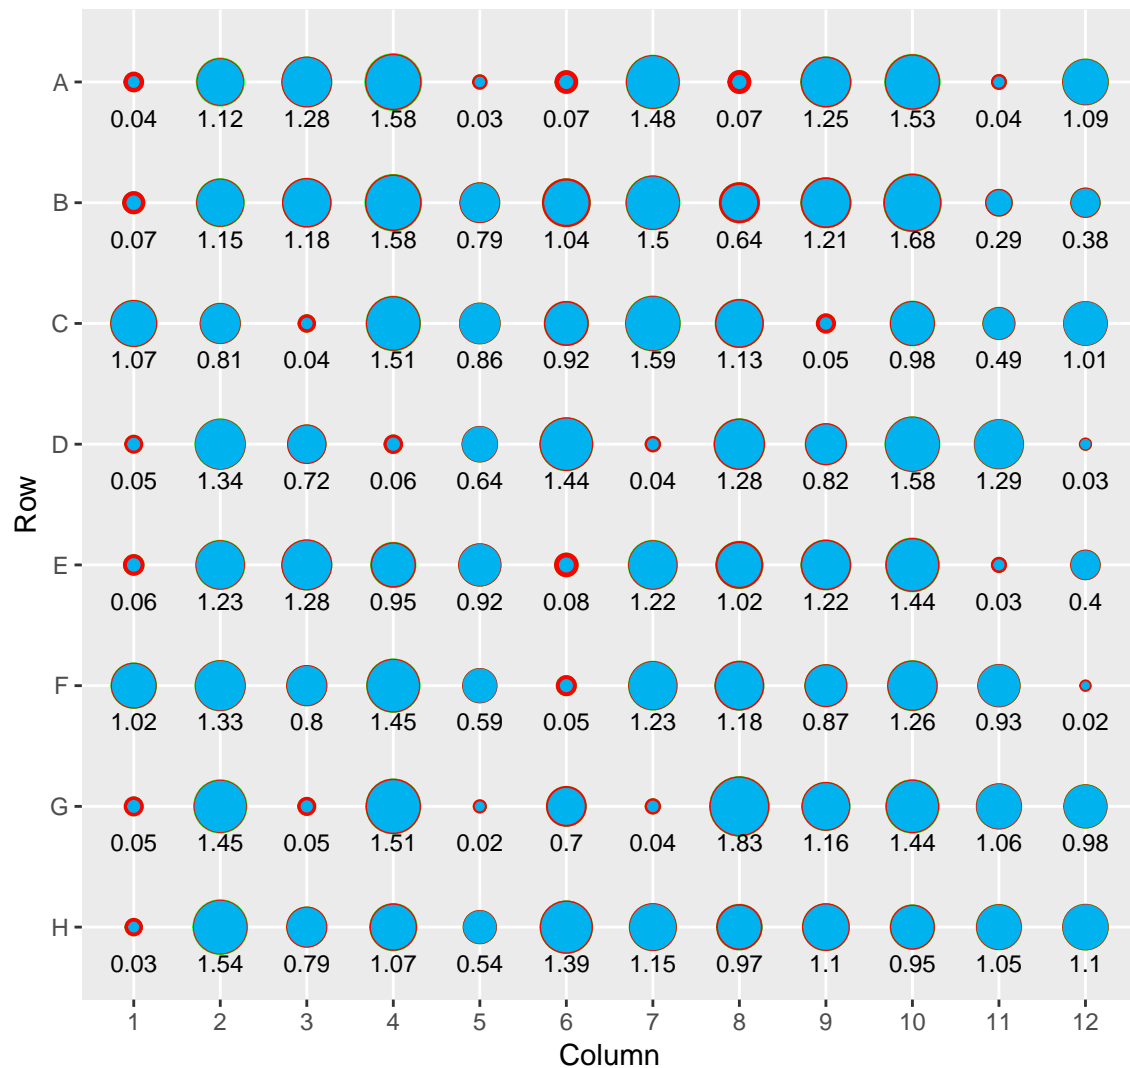 A
0.04 1.12 1.28 1.58 0.03 0.07 1.48 0.07 1.25 1.53 0.04 1.09
B
0.07 1.15 1.18 1.58 0.79 1.04 1.5 0.64 1.21 1.68 0.29 0.38
C
1.07 0.81 0.04 1.51 0.86 0.92 1.59 1.13 0.05 0.98 0.49 1.01
D
0.05 1.34 0.72 0.06 0.64 1.44 0.04 1.28 0.82 1.58 1.29 0.03
Row
E
0.06 1.23 1.28 0.95 0.92 0.08 1.22 1.02 1.22 1.44 0.03 0.4
F
1.02 1.33 0.8 1.45 0.59 0.05 1.23 1.18 0.87 1.26 0.93 0.02
G
0.05 1.45 0.05 1.51 0.02 0.7 0.04 1.83 1.16 1.44 1.06 0.98
H
0.03 1.54 0.79 1.07 0.54 1.39 1.15 0.97 1.1 0.95 1.05 1.1
1 2 3 4 5 6 7 8 9 10 11 12
Column